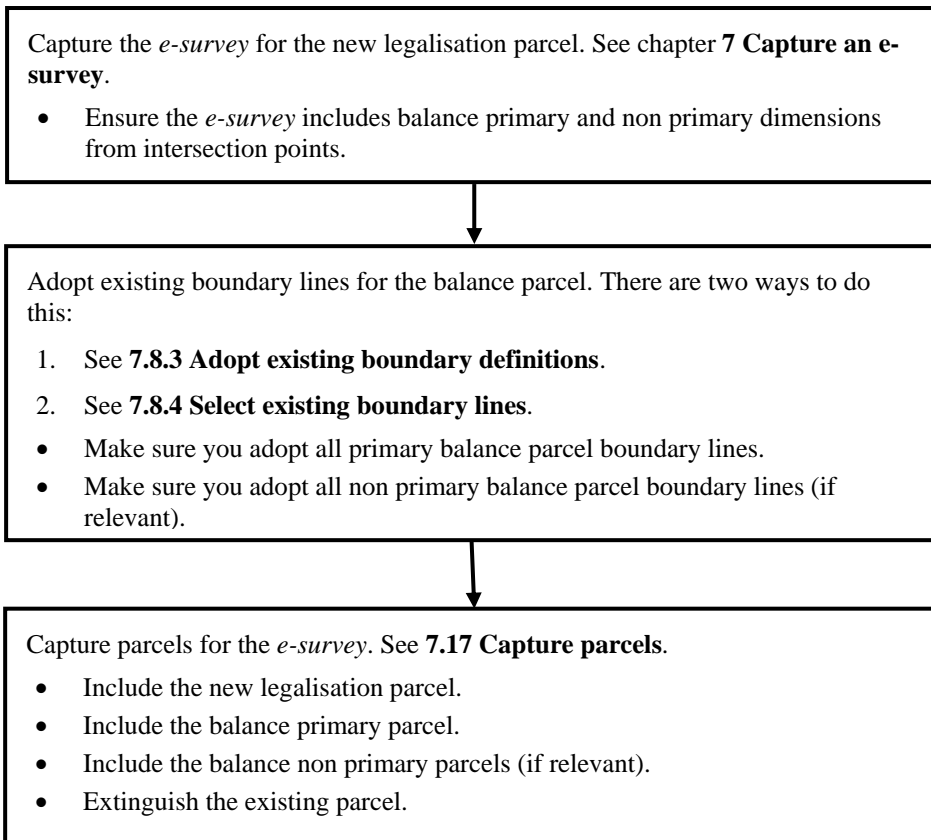 Capture the e-survey for the new legalisation parcel. See chapter 7 Capture an e-
survey.
• Ensure the e-survey includes balance primary and non primary dimensions
from intersection points.
Adopt existing boundary lines for the balance parcel. There are two ways to do
this:
1. See 7.8.3 Adopt existing boundary definitions.
2. See 7.8.4 Select existing boundary lines.
• Make sure you adopt all primary balance parcel boundary lines.
• Make sure you adopt all non primary balance parcel boundary lines (if
relevant).
Capture parcels for the e-survey. See 7.17 Capture parcels.
• Include the new legalisation parcel.
• Include the balance primary parcel.
• Include the balance non primary parcels (if relevant).
• Extinguish the existing parcel.